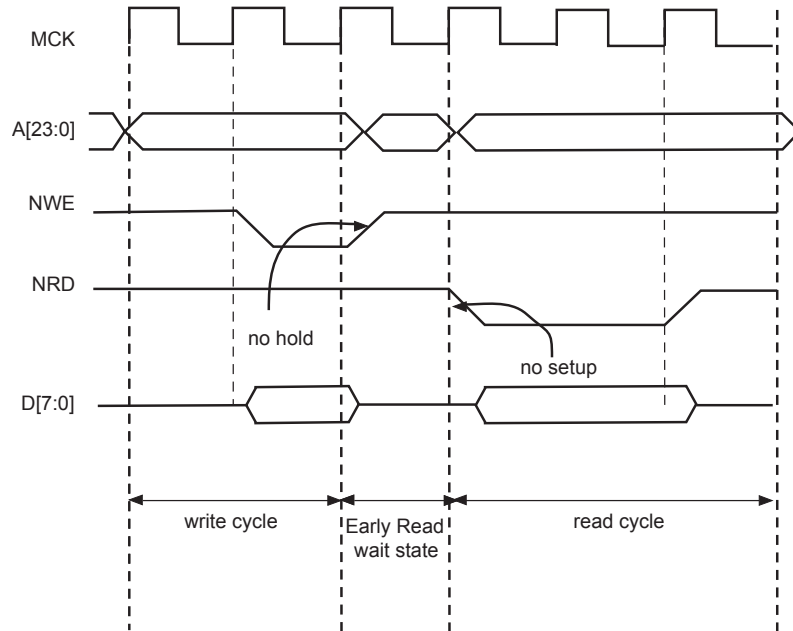 MCK
A[23:0]
NWE
NRD
no hold
no setup
D[7:0]
write cycle
Early Read
wait state
read cycle